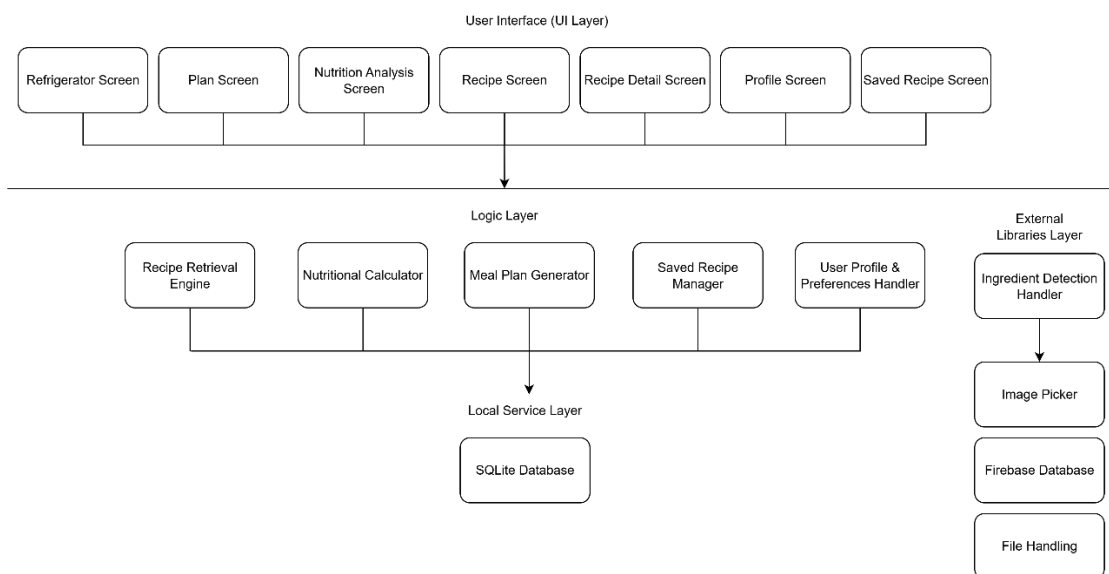 User Interface (UI Layer)
Refrigerator Screen
Plan Screen
Nutrition Analysis
Screen
Recipe Screen
Recipe Detail Screen
Profile Screen
Saved Recipe Screen
Logic Layer
Recipe Retrieval
Engine
Nutritional Calculator
Meal Plan Generator
Saved Recipe
Manager
User Profile &
Preferences Handler
Local Service Layer
SQLite Database
External
Libraries Layer
Ingredient Detection
Handler
Image Picker
Firebase Database
File Handling